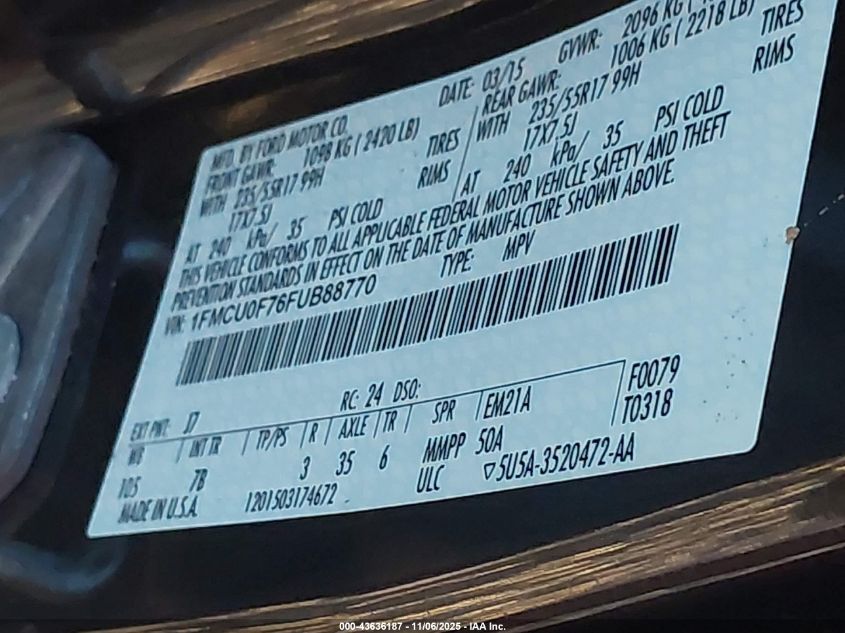 MFD. BY FORD MOTOR CO.
DATE: 03/15 GVWR: 2096 KG
FRONT GAWR: 1098 KG ( 2420 LB)
REAR GAWR: 1006 KG ( 2218 LB)
WITH 235/55R17 99H TIRES
WITH 235/55R17 99H TIRES
17X7.5J RIMS
17X7.5J RIMS
AT 240 kPa/ 35 PSI COLD
AT 240 kPa/ 35 PSI COLD
THIS VEHICLE CONFORMS TO ALL APPLICABLE FEDERAL MOTOR VEHICLE SAFETY AND THEFT
PREVENTION STANDARDS IN EFFECT ON THE DATE OF MANUFACTURE SHOWN ABOVE.
VIN: 1FMCU0F76FUB88770 TYPE: MPV
EXT PNT: J7 RC: 24 DSO:
WB INT TR TP/PS R AXLE TR SPR EM21A F0079
105 7B 3 35 6 MMPP 50A T0318
MADE IN U.S.A. 1201503174672 ULC 5U5A-3520472-AA
000-43636187 - 11/06/2025 - IAA Inc.